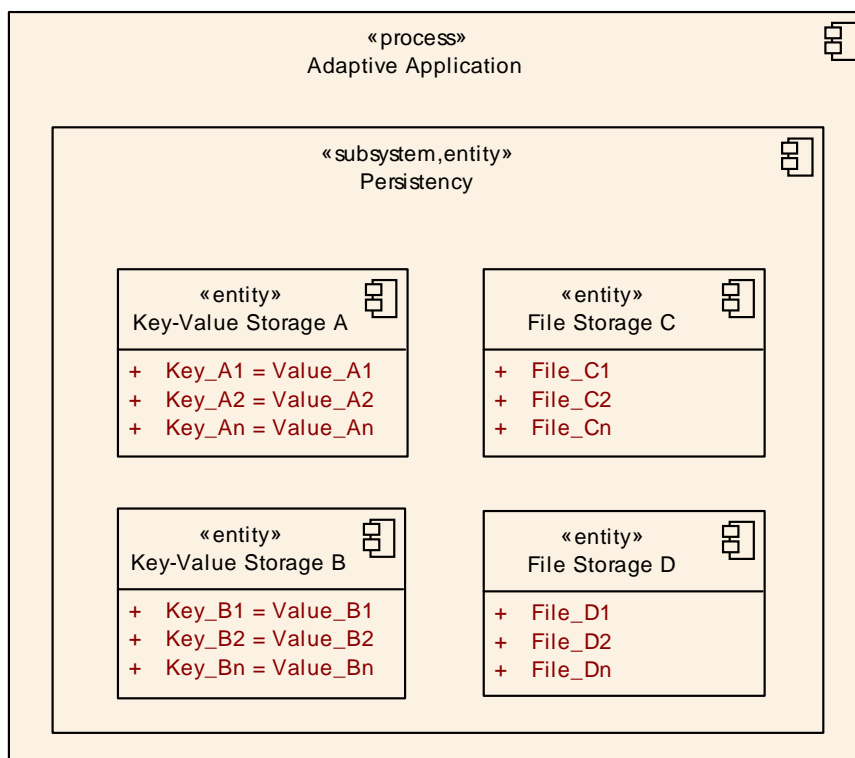 «process»
Adaptive Application
«subsystem,entity»
Persistency
«entity»
Key-Value Storage A
+ Key_A1 = Value_A1
+ Key_A2 = Value_A2
+ Key_An = Value_An
«entity»
File Storage C
+ File_C1
+ File_C2
+ File_Cn
«entity»
Key-Value Storage B
+ Key_B1 = Value_B1
+ Key_B2 = Value_B2
+ Key_Bn = Value_Bn
«entity»
File Storage D
+ File_D1
+ File_D2
+ File_Dn